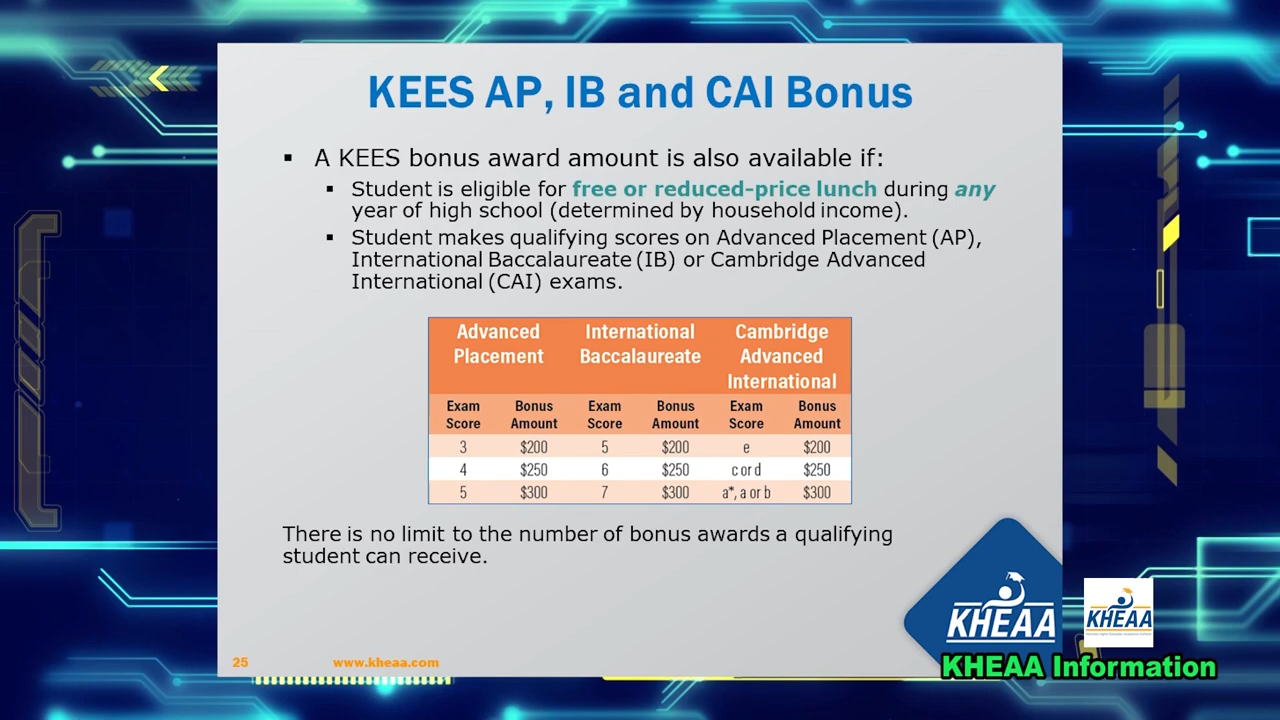 KEES AP, IB and CAI Bonus
▪ A KEES bonus award amount is also available if:
▪ Student is eligible for free or reduced-price lunch during any
year of high school (determined by household income).
▪ Student makes qualifying scores on Advanced Placement (AP),
International Baccalaureate (IB) or Cambridge Advanced
International (CAI) exams.
Advanced Placement International Baccalaureate Cambridge Advanced International
Exam Score Bonus Amount Exam Score Bonus Amount Exam Score Bonus Amount
3 $200 5 $200 e $200
4 $250 6 $250 c or d $250
5 $300 7 $300 a*, a or b $300
There is no limit to the number of bonus awards a qualifying
student can receive.
KHEAA
KHEAA
25 www.kheaa.com
KHEAA Information